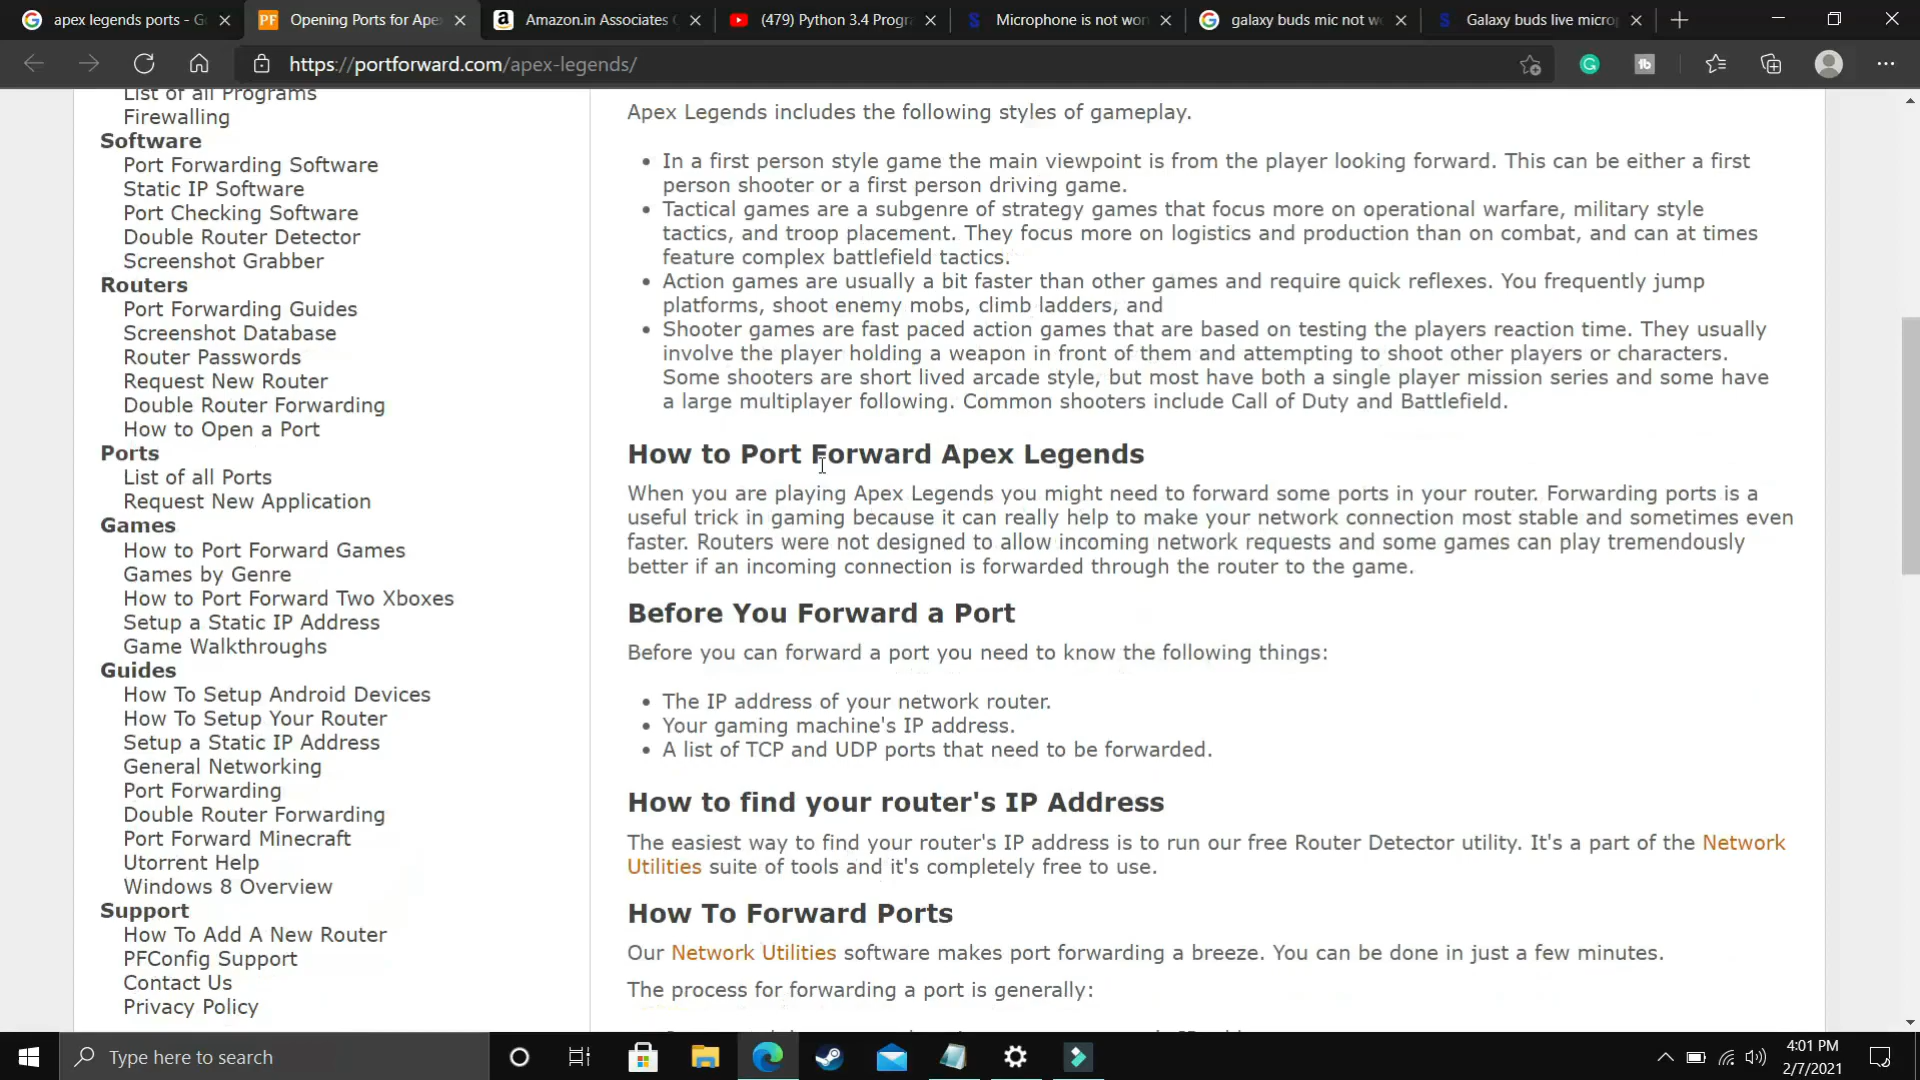 apex legends ports - G
Opening Ports for Apex
Amazon.in Associates
(479) Python 3.4 Progr
Microphone is not wor
galaxy buds mic not w
Galaxy buds live micro
https://portforward.com/apex-legends/
List of all Programs
Firewalling
Software
Port Forwarding Software
Static IP Software
Port Checking Software
Double Router Detector
Screenshot Grabber
Routers
Port Forwarding Guides
Screenshot Database
Router Passwords
Request New Router
Double Router Forwarding
How to Open a Port
Ports
List of all Ports
Request New Application
Games
How to Port Forward Games
Games by Genre
How to Port Forward Two Xboxes
Setup a Static IP Address
Game Walkthroughs
Guides
How To Setup Android Devices
How To Setup Your Router
Setup a Static IP Address
General Networking
Port Forwarding
Double Router Forwarding
Port Forward Minecraft
Utorrent Help
Windows 8 Overview
Support
How To Add A New Router
PFConfig Support
Contact Us
Privacy Policy
Apex Legends includes the following styles of gameplay.
In a first person style game the main viewpoint is from the player looking forward. This can be either a first
person shooter or a first person driving game.
Tactical games are a subgenre of strategy games that focus more on operational warfare, military style
tactics, and troop placement. They focus more on logistics and production than on combat, and can at times
feature complex battlefield tactics.
Action games are usually a bit faster than other games and require quick reflexes. You frequently jump
platforms, shoot enemy mobs, climb ladders, and
Shooter games are fast paced action games that are based on testing the players reaction time. They usually
involve the player holding a weapon in front of them and attempting to shoot other players or characters.
Some shooters are short lived arcade style, but most have both a single player mission series and some have
a large multiplayer following. Common shooters include Call of Duty and Battlefield.
How to Port Forward Apex Legends
When you are playing Apex Legends you might need to forward some ports in your router. Forwarding ports is a
useful trick in gaming because it can really help to make your network connection most stable and sometimes even
faster. Routers were not designed to allow incoming network requests and some games can play tremendously
better if an incoming connection is forwarded through the router to the game.
Before You Forward a Port
Before you can forward a port you need to know the following things:
The IP address of your network router.
Your gaming machine's IP address.
A list of TCP and UDP ports that need to be forwarded.
How to find your router's IP Address
The easiest way to find your router's IP address is to run our free Router Detector utility. It's a part of the Network
Utilities suite of tools and it's completely free to use.
How To Forward Ports
Our Network Utilities software makes port forwarding a breeze. You can be done in just a few minutes.
The process for forwarding a port is generally:
Type here to search
4:01 PM
2/7/2021